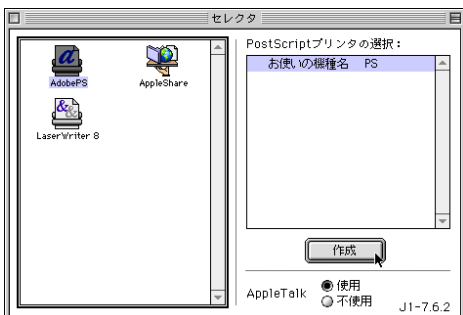 セレクタ
AdobePS
AppleShare
LaserWriter 8
PostScriptプリンタの選択：
お使いの機種名 PS
作成
AppleTalk
使用
不使用
J1-7.6.2